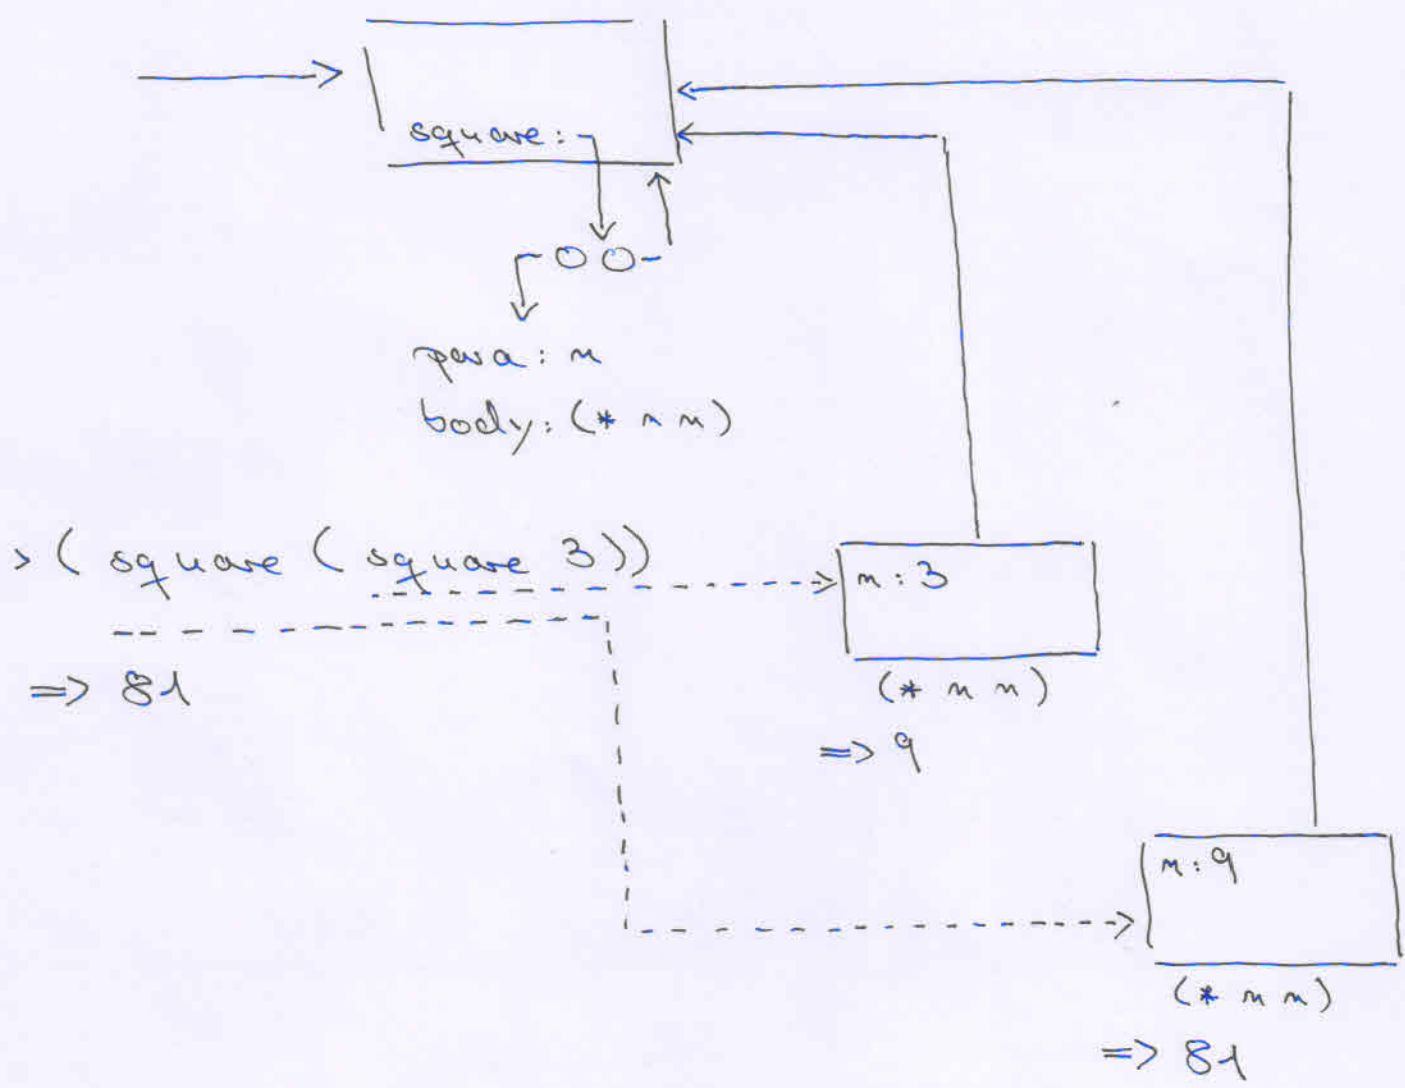 square:
para: n
body: (* n n)
> ( square ( square 3))
=> 81
n: 3
(* n n)
=> 9
n: 9
(* n n)
=> 81